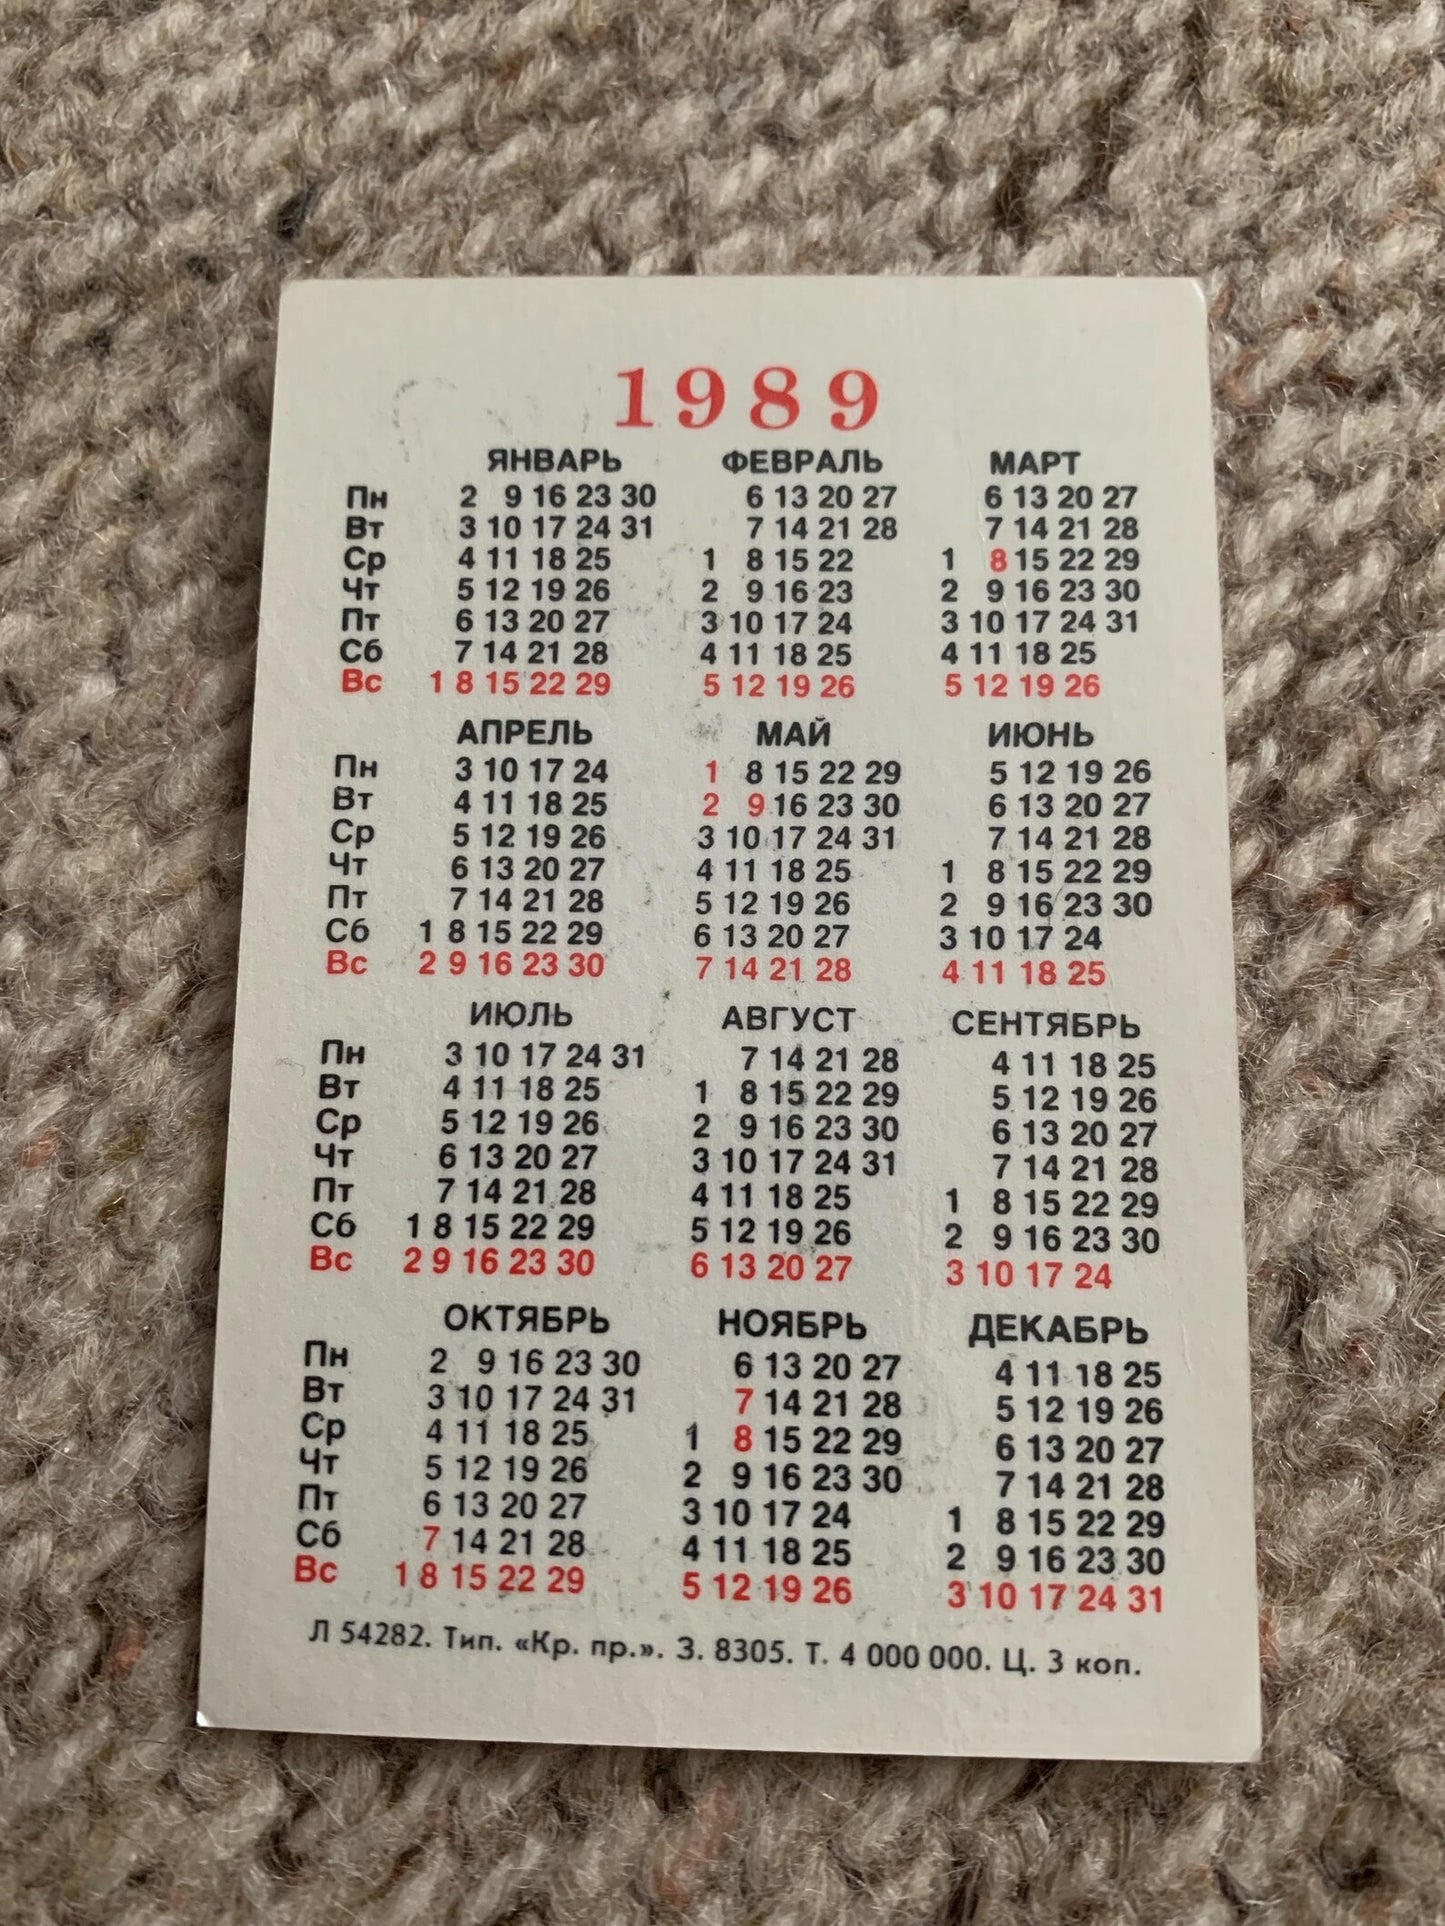 1989
ЯНВАРЬ ФЕВРАЛЬ МАРТ
Пн 2 9 16 23 30 6 13 20 27 6 13 20 27
Вт 3 10 17 24 31 7 14 21 28 7 14 21 28
Ср 4 11 18 25 1 8 15 22 1 8 15 22 29
Чт 5 12 19 26 2 9 16 23 2 9 16 23 30
Пт 6 13 20 27 3 10 17 24 3 10 17 24 31
Сб 7 14 21 28 4 11 18 25 4 11 18 25
Вс 1 8 15 22 29 5 12 19 26 5 12 19 26
АПРЕЛЬ МАЙ ИЮНЬ
Пн 3 10 17 24 1 8 15 22 29 5 12 19 26
Вт 4 11 18 25 2 9 16 23 30 6 13 20 27
Ср 5 12 19 26 3 10 17 24 31 7 14 21 28
Чт 6 13 20 27 4 11 18 25 1 8 15 22 29
Пт 7 14 21 28 5 12 19 26 2 9 16 23 30
Сб 1 8 15 22 29 6 13 20 27 3 10 17 24
Вс 2 9 16 23 30 7 14 21 28 4 11 18 25
ИЮЛЬ АВГУСТ СЕНТЯБРЬ
Пн 3 10 17 24 31 7 14 21 28 4 11 18 25
Вт 4 11 18 25 1 8 15 22 29 5 12 19 26
Ср 5 12 19 26 2 9 16 23 30 6 13 20 27
Чт 6 13 20 27 3 10 17 24 31 7 14 21 28
Пт 7 14 21 28 4 11 18 25 1 8 15 22 29
Сб 1 8 15 22 29 5 12 19 26 2 9 16 23 30
Вс 2 9 16 23 30 6 13 20 27 3 10 17 24
ОКТЯБРЬ НОЯБРЬ ДЕКАБРЬ
Пн 2 9 16 23 30 6 13 20 27 4 11 18 25
Вт 3 10 17 24 31 7 14 21 28 5 12 19 26
Ср 4 11 18 25 1 8 15 22 29 6 13 20 27
Чт 5 12 19 26 2 9 16 23 30 7 14 21 28
Пт 6 13 20 27 3 10 17 24 1 8 15 22 29
Сб 7 14 21 28 4 11 18 25 2 9 16 23 30
Вс 1 8 15 22 29 5 12 19 26 3 10 17 24 31
Л 54282. Тип. «Кр. пр.». З. 8305. Т. 4 000 000. Ц. 3 коп.